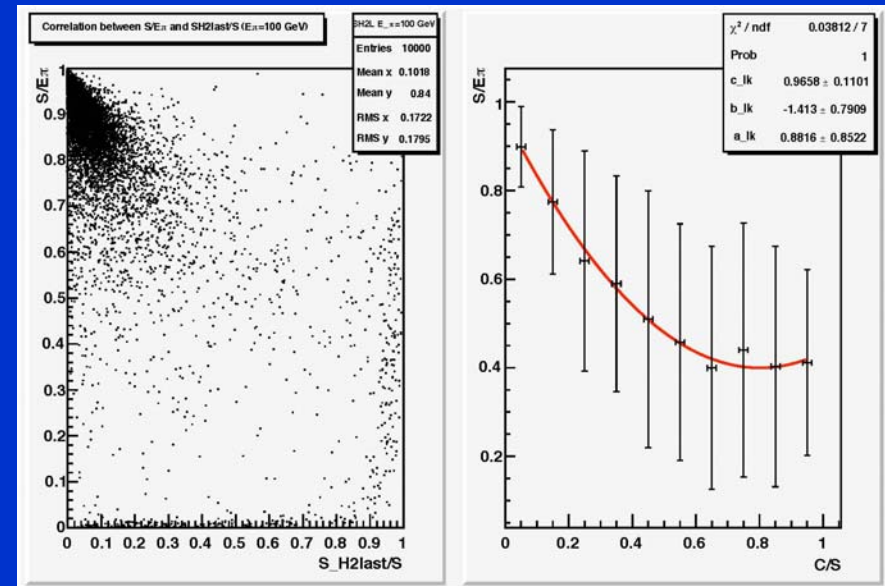 Correlation between S/Eπ and SH2last/S (Eπ=100 GeV)
SH2L E_π=100 GeV
Entries 10000
Mean x 0.1018
Mean y 0.84
RMS x 0.1722
RMS y 0.1795
S/Eπ
1
0.9
0.8
0.7
0.6
0.5
0.4
0.3
0.2
0.1
0
0 0.1 0.2 0.3 0.4 0.5 0.6 0.7 0.8 0.9 1
S_H2last/S
χ² / ndf 0.03812 / 7
Prob 1
c_lk 0.9658 ± 0.1101
b_lk -1.413 ± 0.7909
a_lk 0.8816 ± 0.8522
S/Eπ
1
0.8
0.6
0.4
0.2
0 0.2 0.4 0.6 0.8 1
C/S